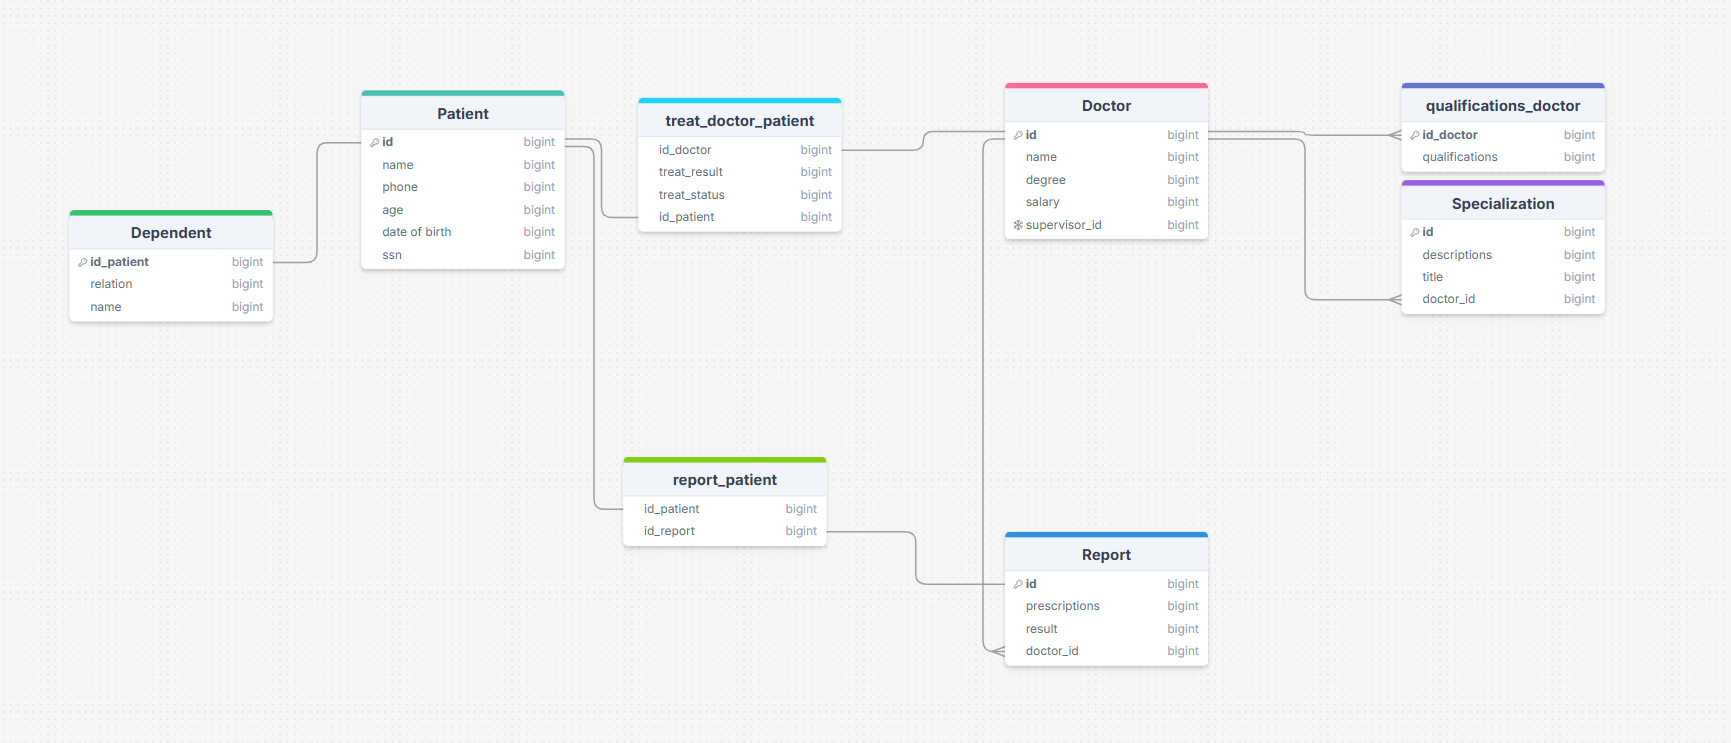 Dependent
id_patient bigint
relation bigint
name bigint
Patient
id bigint
name bigint
phone bigint
age bigint
date of birth bigint
ssn bigint
treat_doctor_patient
id_doctor bigint
treat_result bigint
treat_status bigint
id_patient bigint
Doctor
id bigint
name bigint
degree bigint
salary bigint
supervisor_id bigint
qualifications_doctor
id_doctor bigint
qualifications bigint
Specialization
id bigint
descriptions bigint
title bigint
doctor_id bigint
report_patient
id_patient bigint
id_report bigint
Report
id bigint
prescriptions bigint
result bigint
doctor_id bigint